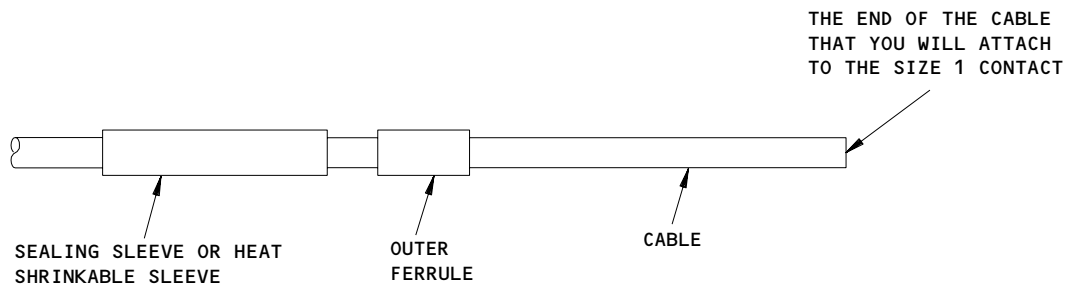 THE END OF THE CABLE
THAT YOU WILL ATTACH
TO THE SIZE 1 CONTACT
SEALING SLEEVE OR HEAT
SHRINKABLE SLEEVE
OUTER
FERRULE
CABLE